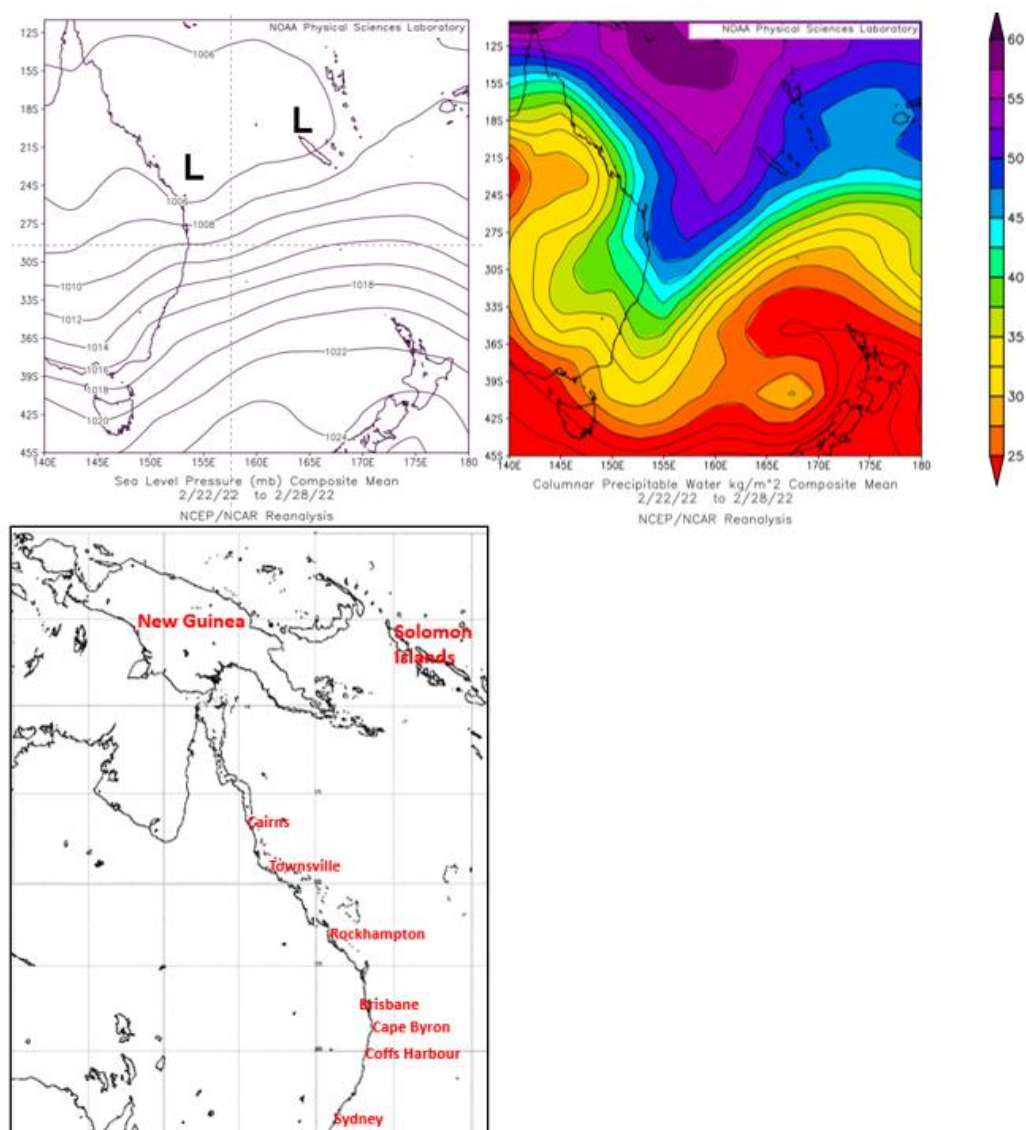 NOAA Physical Sciences Laboratory
12S
15S
18S
21S
24S
27S
30S
33S
36S
39S
42S
45S
140E
145E
150E
155E
160E
165E
170E
175E
180
1006
L
L
1006
1008
1010
1012
1014
1016
1018
1020
1018
1022
1024
Sea Level Pressure (mb) Composite Mean
2/22/22 to 2/28/22
NCEP/NCAR Reanalysis
NOAA Physical Sciences Laboratory
12S
15S
18S
21S
24S
27S
30S
33S
36S
39S
42S
45S
140E
145E
150E
155E
160E
165E
170E
175E
180
Columnar Precipitable Water kg/m^2 Composite Mean
2/22/22 to 2/28/22
NCEP/NCAR Reanalysis
60
55
50
45
40
35
30
25
New Guinea
Solomon
Islands
Cairns
Townsville
Rockhampton
Brisbane
Cape Byron
Coffs Harbour
Sydney